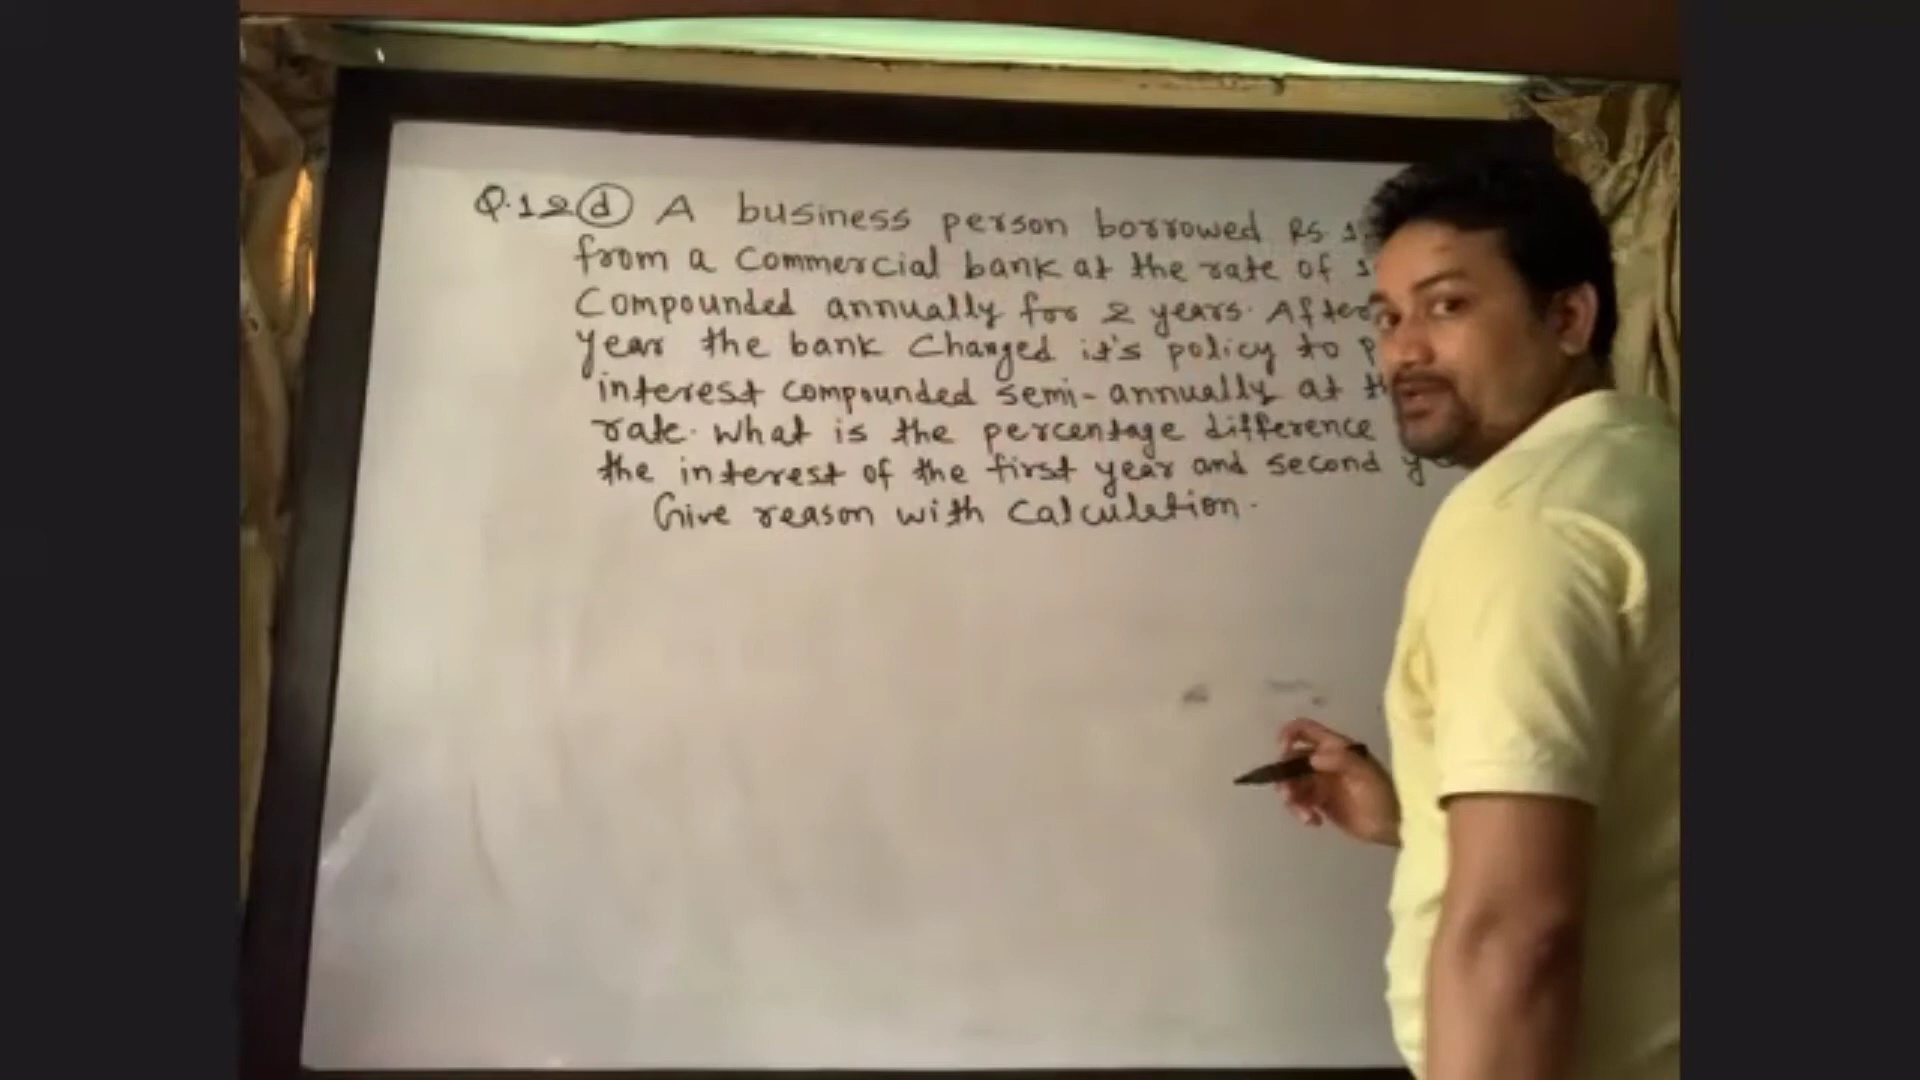 Q.12 (d) A business person borrowed Rs 1
from a Commercial bank at the rate of 1
Compounded annually for 2 years. After
year the bank changed it's policy to P
interest compounded semi-annually at th
rate. What is the percentage difference
the interest of the first year and second ye
Give reason with Calculation.